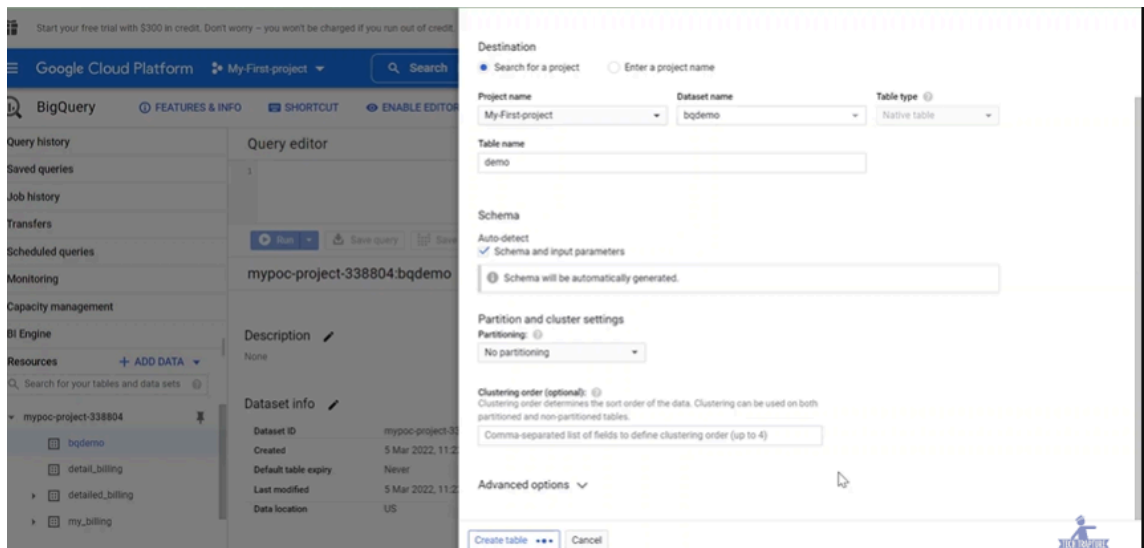 Start your free trial with $300 in credit. Don't worry – you won't be charged if you run out of credit.
Google Cloud Platform
My-First-project
Search
BigQuery
FEATURES & INFO
SHORTCUT
ENABLE EDITOR
Query history
Saved queries
Job history
Transfers
Scheduled queries
Monitoring
Capacity management
BI Engine
Resources
+ ADD DATA
Search for your tables and data sets
mypoc-project-338804
bqdemo
detail_billing
detailed_billing
my_billing
Query editor
1
Run
Save query
Save
mypoc-project-338804:bqdemo
Description
None
Dataset info
Dataset ID mypoc-project-33
Created 5 Mar 2022, 11:2
Default table expiry Never
Last modified 5 Mar 2022, 11:2
Data location US
Destination
Search for a project Enter a project name
Project name Dataset name Table type
My-First-project bqdemo Native table
Table name
demo
Schema
Auto-detect
Schema and input parameters
Schema will be automatically generated.
Partition and cluster settings
Partitioning:
No partitioning
Clustering order (optional):
Clustering order determines the sort order of the data. Clustering can be used on both
partitioned and non-partitioned tables.
Comma-separated list of fields to define clustering order (up to 4)
Advanced options
Create table Cancel
TECH TRAPTURE